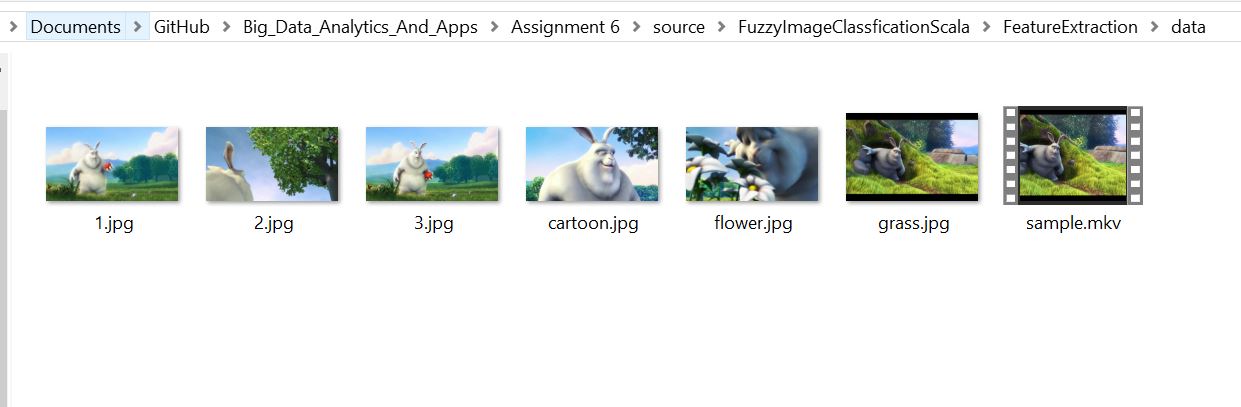 Documents > GitHub > Big_Data_Analytics_And_Apps > Assignment 6 > source > FuzzyImageClassficationScala > FeatureExtraction > data
1.jpg 2.jpg 3.jpg cartoon.jpg flower.jpg grass.jpg sample.mkv